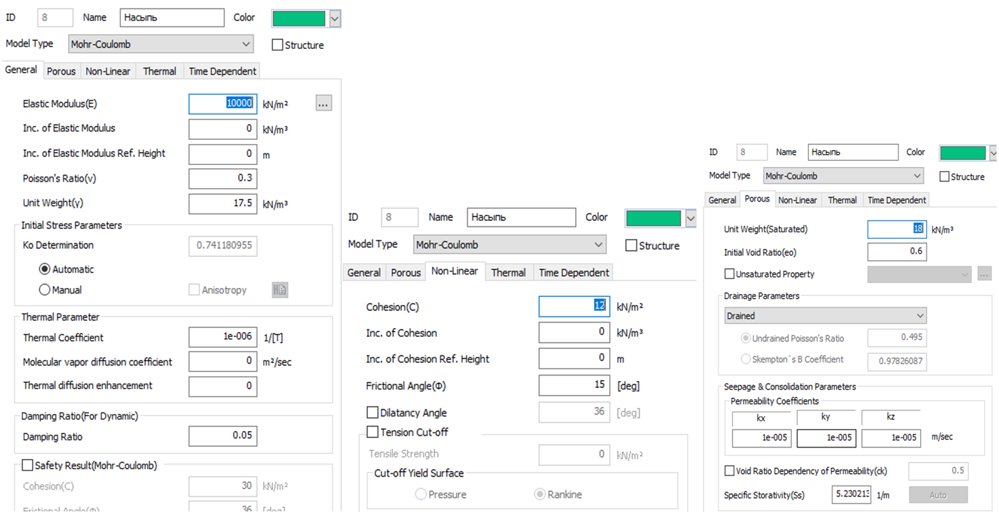 ID 8 Name Насыпь Color
Model Type Mohr-Coulomb Structure
General Porous Non-Linear Thermal Time Dependent
Elastic Modulus(E) 10000 kN/m² ...
Inc. of Elastic Modulus 0 kN/m³
Inc. of Elastic Modulus Ref. Height 0 m
Poisson's Ratio(ν) 0.3
Unit Weight(γ) 17.5 kN/m³
Initial Stress Parameters
Ko Determination 0.741180955
Automatic
Manual Anisotropy
Thermal Parameter
Thermal Coefficient 1e-006 1/[T]
Molecular vapor diffusion coefficient 0 m²/sec
Thermal diffusion enhancement 0
Damping Ratio(For Dynamic)
Damping Ratio 0.05
Safety Result(Mohr-Coulomb)
Cohesion(C) 30 kN/m²
Frictional Angle(Φ) 36 [deg]
ID 8 Name Насыпь Color
Model Type Mohr-Coulomb Structure
General Porous Non-Linear Thermal Time Dependent
Cohesion(C) 12 kN/m²
Inc. of Cohesion 0 kN/m³
Inc. of Cohesion Ref. Height 0 m
Frictional Angle(Φ) 15 [deg]
Dilatancy Angle 36 [deg]
Tension Cut-off
Tensile Strength 0 kN/m²
Cut-off Yield Surface
Pressure Rankine
ID 8 Name Насыпь Color
Model Type Mohr-Coulomb Structure
General Porous Non-Linear Thermal Time Dependent
Unit Weight(Saturated) 18 kN/m³
Initial Void Ratio(eo) 0.6
Unsaturated Property ...
Drainage Parameters
Drained
Undrained Poisson's Ratio 0.495
Skempton`s B Coefficient 0.97826087
Seepage & Consolidation Parameters
Permeability Coefficients
kx ky kz
1e-005 1e-005 1e-005 m/sec
Void Ratio Dependency of Permeability(ck) 0.5
Specific Storativity(Ss) 5.230213 1/m Auto